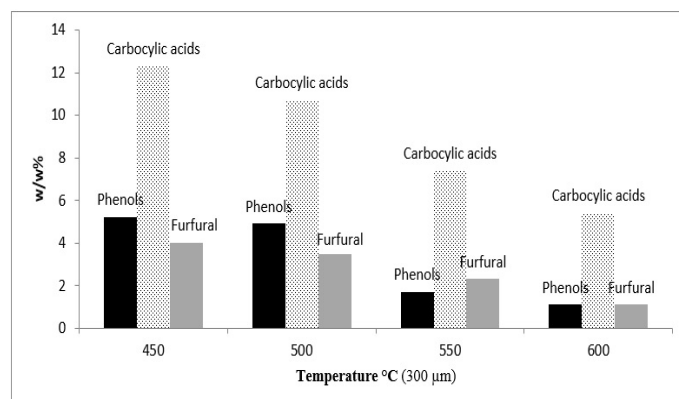 14
12
10
8
6
4
2
0
w/w%
Phenols
Carbocylic acids
Furfural
Phenols
Carbocylic acids
Furfural
Phenols
Carbocylic acids
Furfural
Phenols
Carbocylic acids
Furfural
450 500 550 600
Temperature °C (300 µm)